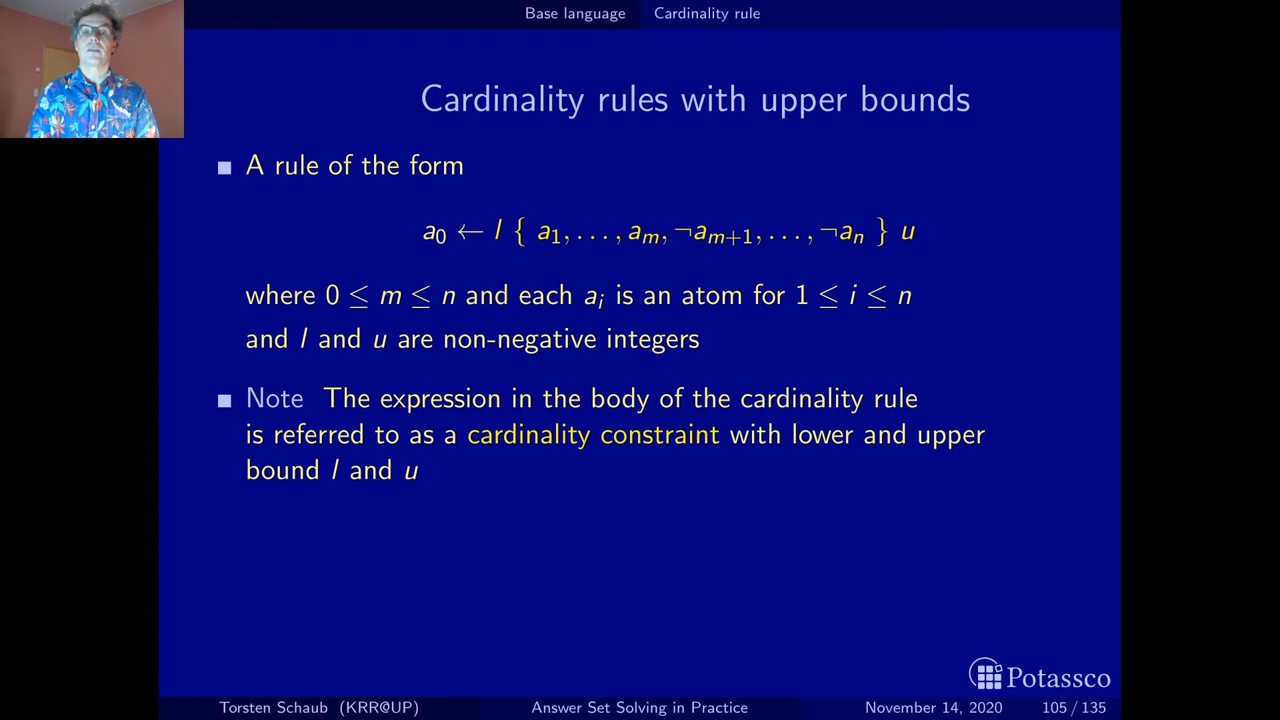 Base language Cardinality rule
Cardinality rules with upper bounds
A rule of the form
a0 ← l { a1, . . . , am, ¬am+1, . . . , ¬an } u
where 0 ≤ m ≤ n and each ai is an atom for 1 ≤ i ≤ n
and l and u are non-negative integers
Note The expression in the body of the cardinality rule
is referred to as a cardinality constraint with lower and upper
bound l and u
Potassco
Torsten Schaub (KRR@UP) Answer Set Solving in Practice November 14, 2020 105 / 135